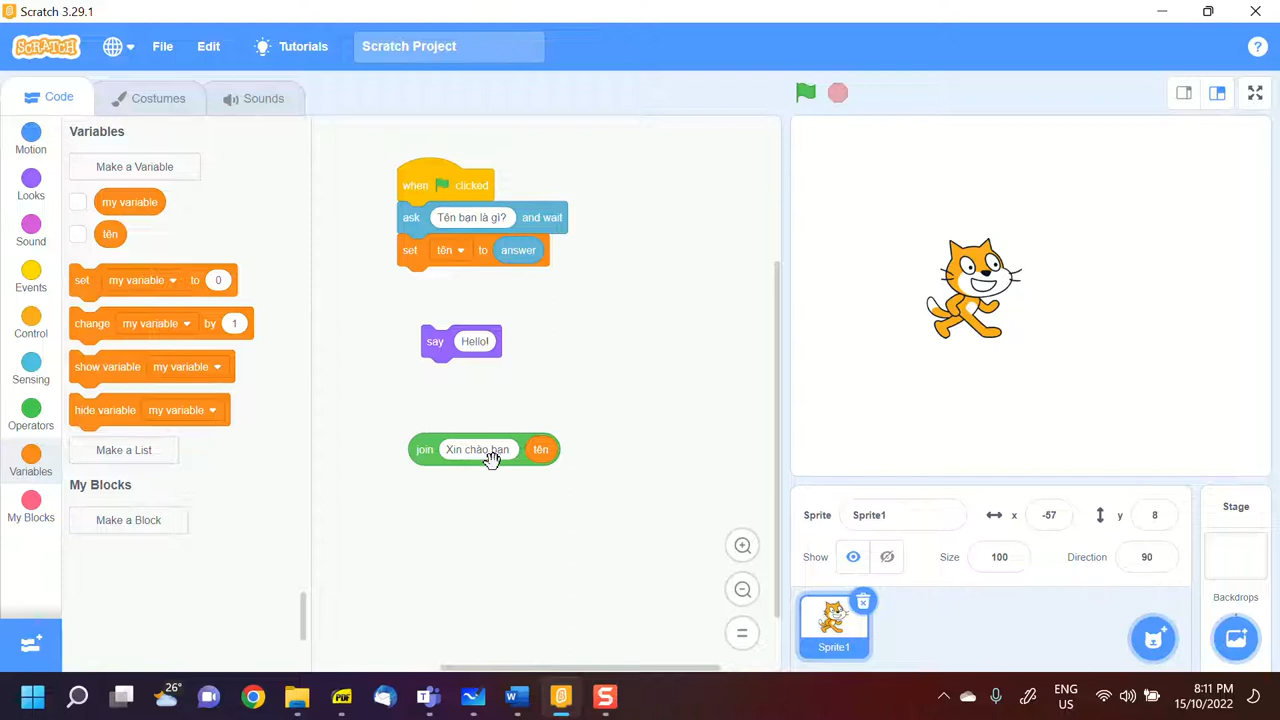 Scratch 3.29.1
SCRATCH File Edit Tutorials Scratch Project ?
Code Costumes Sounds
Motion
Looks
Sound
Events
Control
Sensing
Operators
Variables
My Blocks
Variables
Make a Variable
my variable
tên
set my variable to 0
change my variable by 1
show variable my variable
hide variable my variable
Make a List
My Blocks
Make a Block
when clicked
ask Tên bạn là gì? and wait
set tên to answer
say Hello!
join Xin chào bạn tên
Sprite Sprite1 x -57 y 8
Show Size 100 Direction 90
Sprite1
Stage
Backdrops
26°
PDF
ENG
US
8:11 PM
15/10/2022